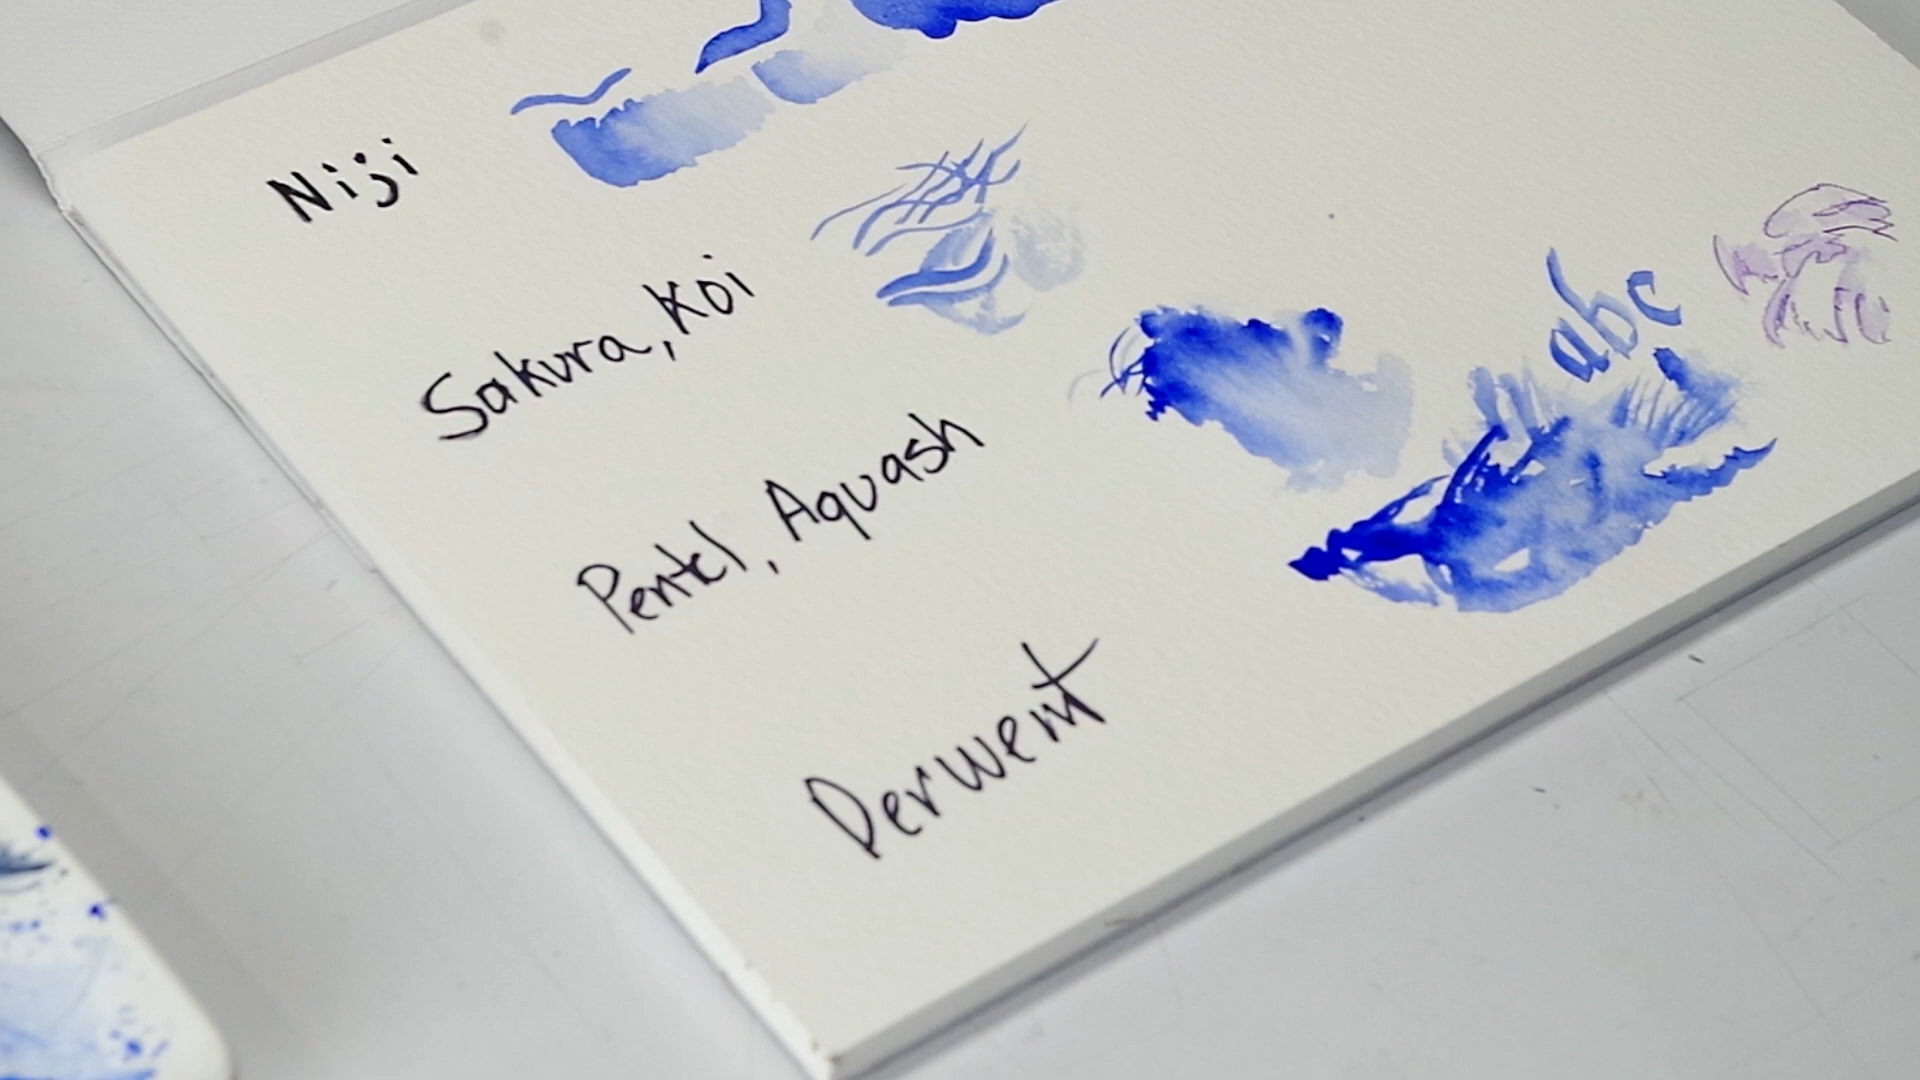 Niji
Sakura, Koi
Pentel, Aquash
abc
Derwent